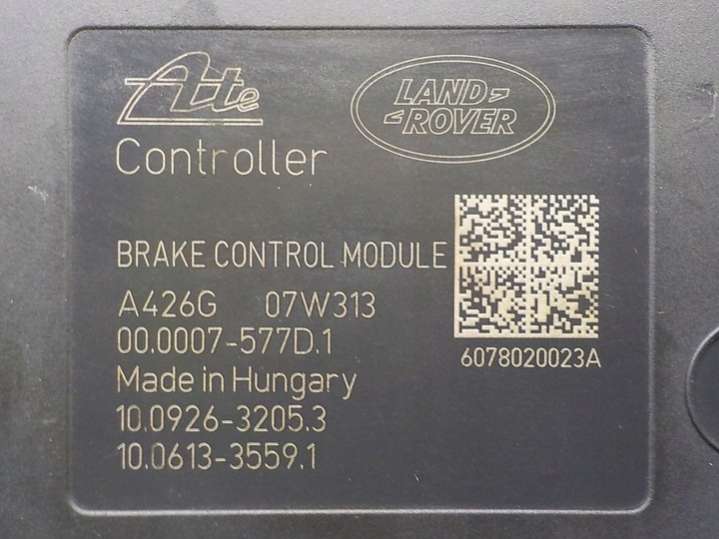 Ate
LAND
ROVER
Controller
BRAKE CONTROL MODULE
A426G 07W313
00.0007-577D.1
6078020023A
Made in Hungary
10.0926-3205.3
10.0613-3559.1